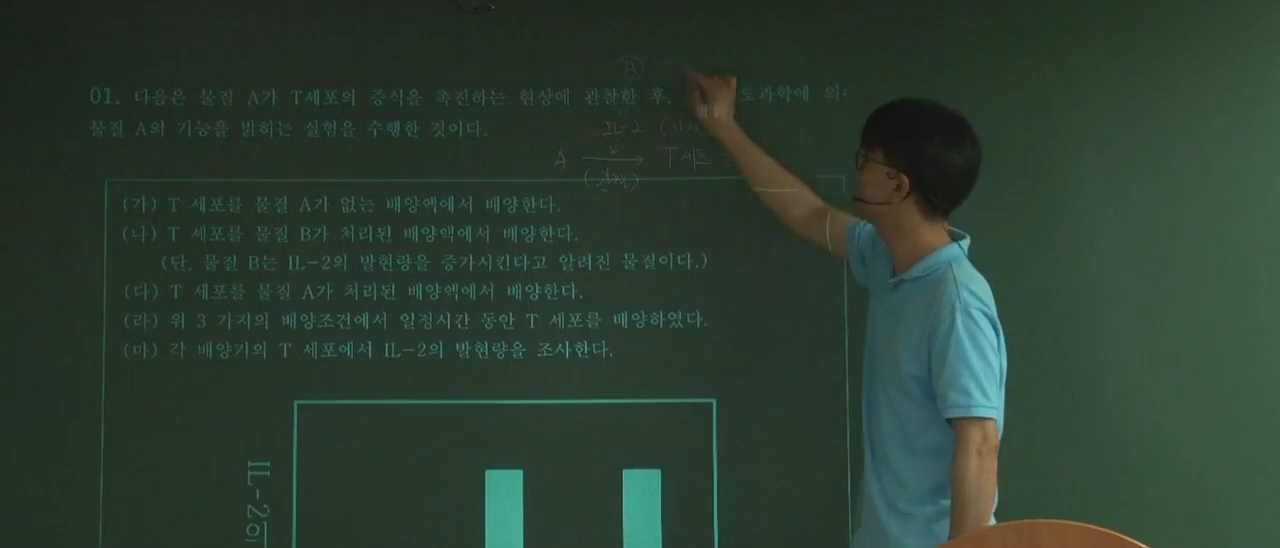 B
01. 다음은 물질 A가 T세포의 증식을 촉진하는 현상에 관찰한 후, 도과학에 의
물질 A의 기능을 밝히는 실험을 수행한 것이다.
IL-2
A → T세포
(가) T 세포를 물질 A가 없는 배양액에서 배양한다.
(나) T 세포를 물질 B가 처리된 배양액에서 배양한다.
(단, 물질 B는 IL-2의 발현량을 증가시킨다고 알려진 물질이다.)
(다) T 세포를 물질 A가 처리된 배양액에서 배양한다.
(라) 위 3 가지의 배양조건에서 일정시간 동안 T 세포를 배양하였다.
(마) 각 배양기의 T 세포에서 IL-2의 발현량을 조사한다.
IL-2의